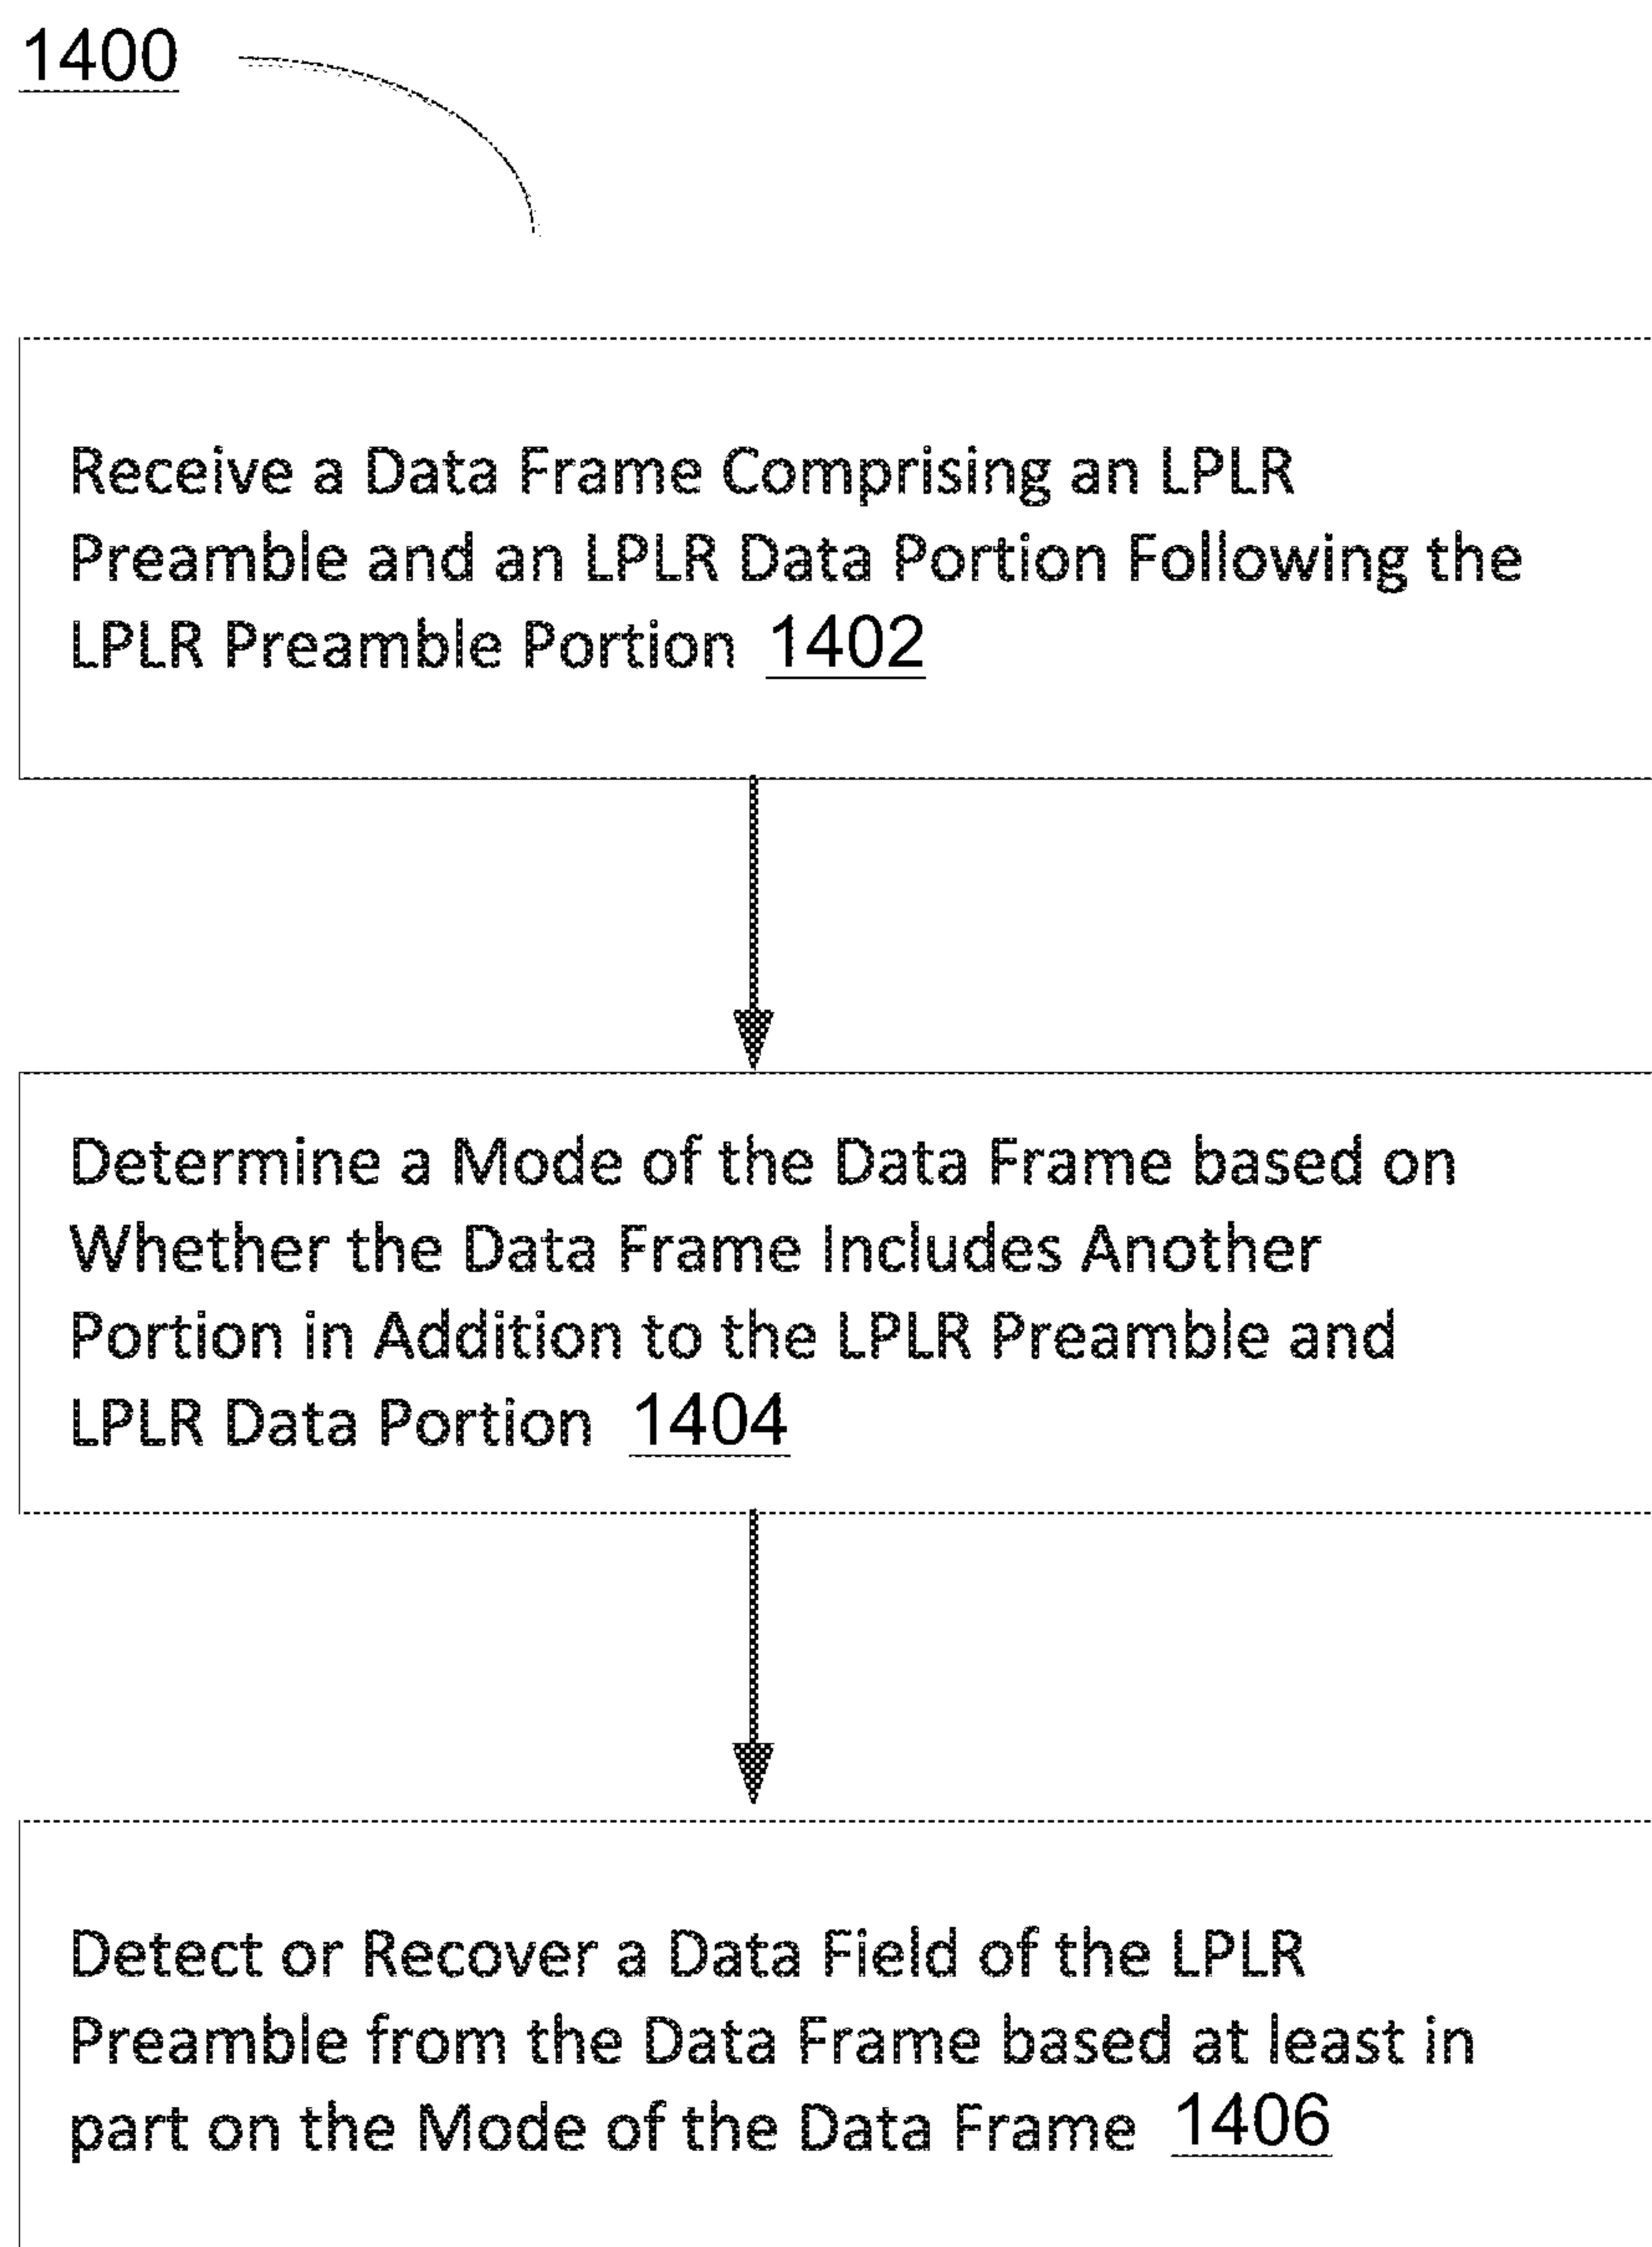 1400
Receive a Data Frame Comprising an LPLR
Preamble and an LPLR Data Portion Following the
LPLR Preamble Portion 1402
Determine a Mode of the Data Frame based on
Whether the Data Frame Includes Another
Portion in Addition to the LPLR Preamble and
LPLR Data Portion 1404
Detect or Recover a Data Field of the LPLR
Preamble from the Data Frame based at least in
part on the Mode of the Data Frame 1406